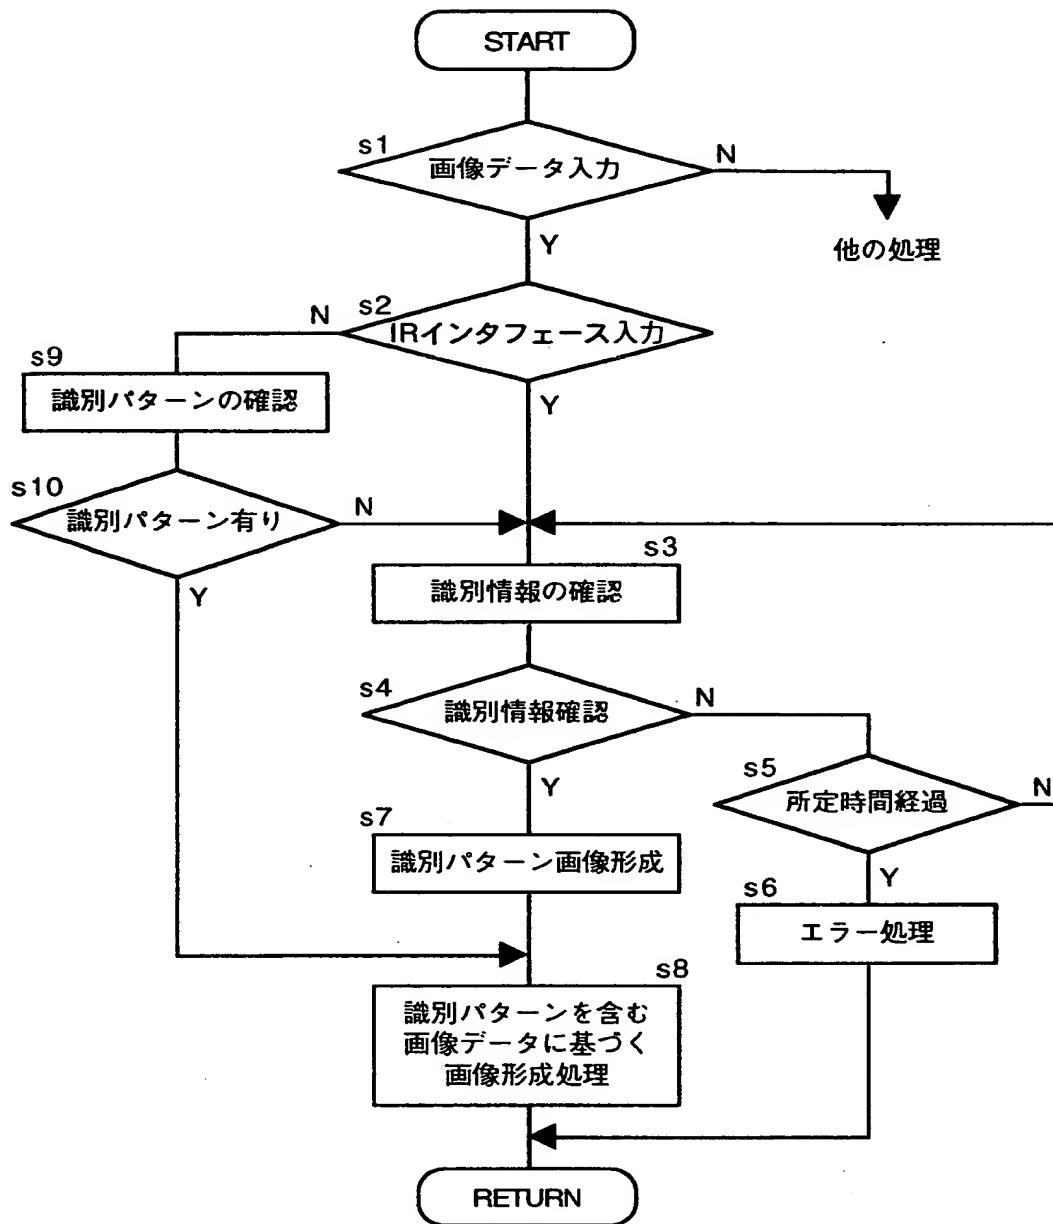 START
s1
画像データ入力
N
Y
他の処理
s2
IRインタフェース入力
N
Y
s9
識別パターンの確認
s10
識別パターン有り
N
Y
s3
識別情報の確認
s4
識別情報確認
N
Y
s5
所定時間経過
N
Y
s7
識別パターン画像形成
s6
エラー処理
s8
識別パターンを含む
画像データに基づく
画像形成処理
RETURN